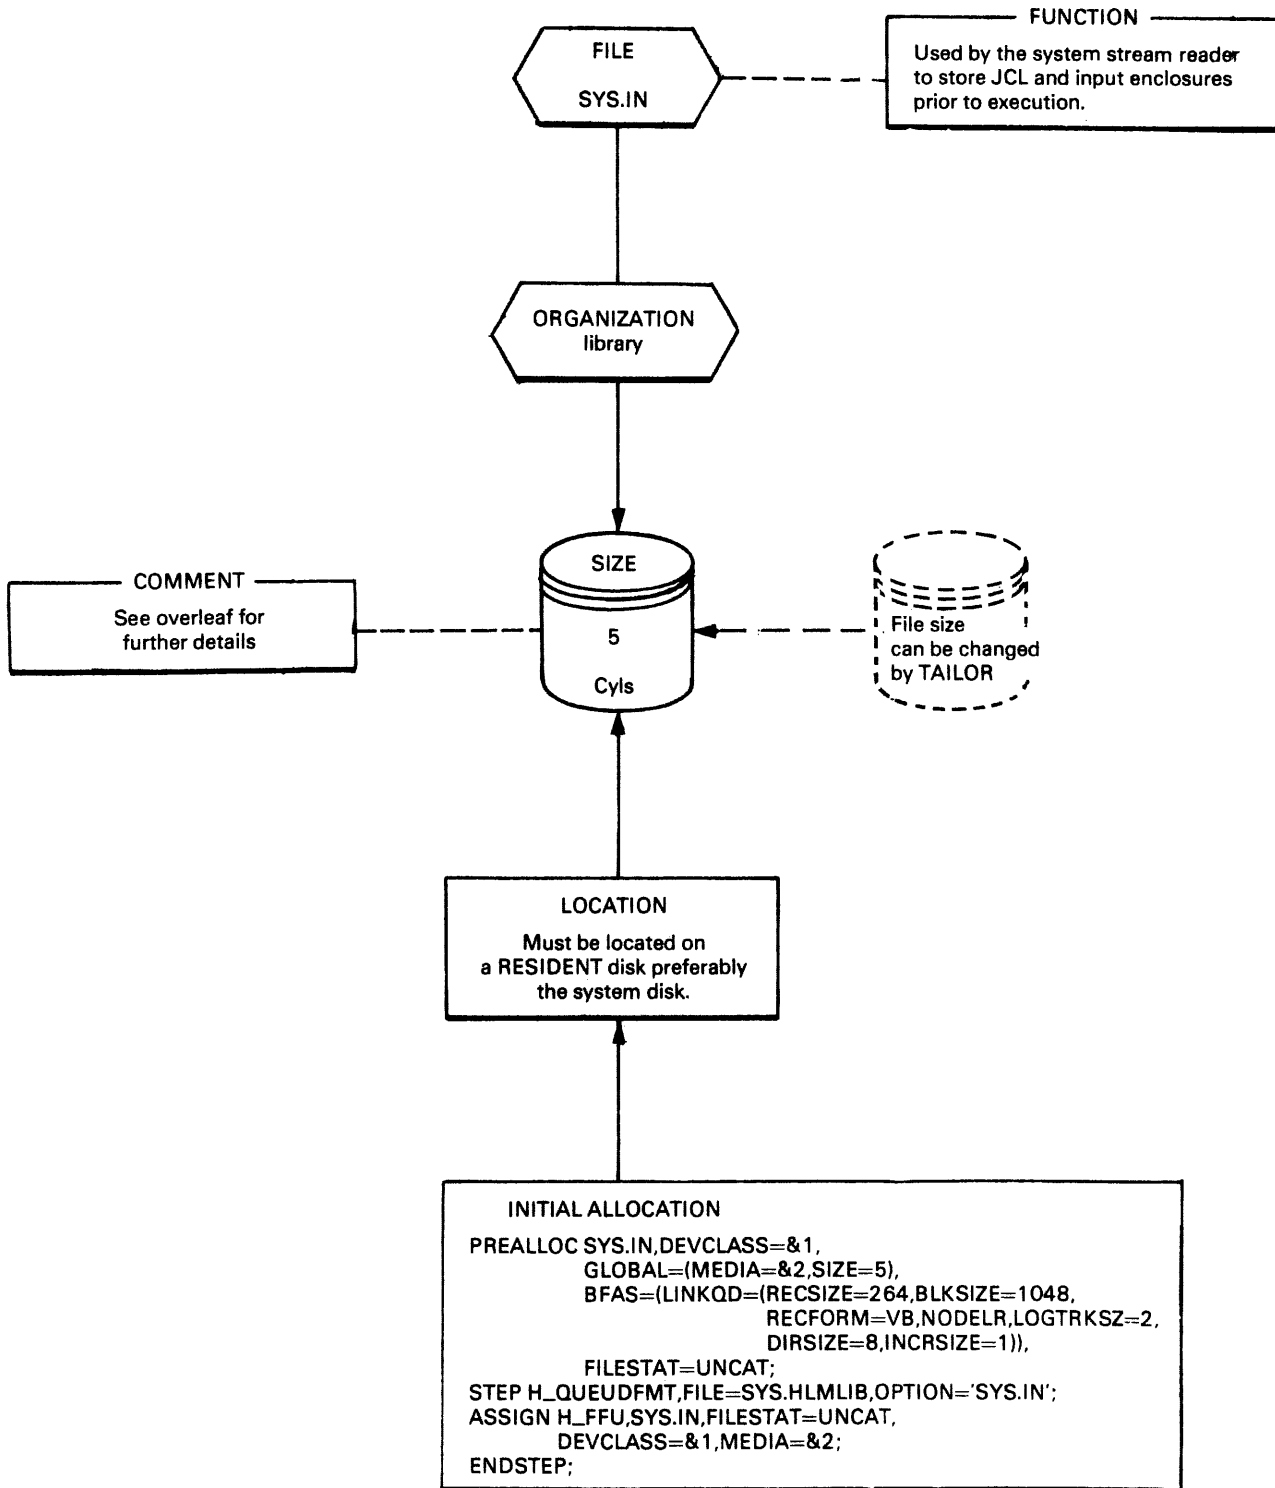 FILE
SYS.IN
FUNCTION
Used by the system stream reader
to store JCL and input enclosures
prior to execution.
ORGANIZATION
library
SIZE
5
Cyls
COMMENT
See overleaf for
further details
File size
can be changed
by TAILOR
LOCATION
Must be located on
a RESIDENT disk preferably
the system disk.
INITIAL ALLOCATION
PREALLOC SYS.IN,DEVCLASS=&1,
GLOBAL=(MEDIA=&2,SIZE=5),
BFAS=(LINKQD=(RECSIZE=264,BLKSIZE=1048,
RECFORM=VB,NODELR,LOGTRKSZ=2,
DIRSIZE=8,INCRSIZE=1)),
FILESTAT=UNCAT;
STEP H_QUEUDFMT,FILE=SYS.HLMLIB,OPTION='SYS.IN';
ASSIGN H_FFU,SYS.IN,FILESTAT=UNCAT,
DEVCLASS=&1,MEDIA=&2;
ENDSTEP;